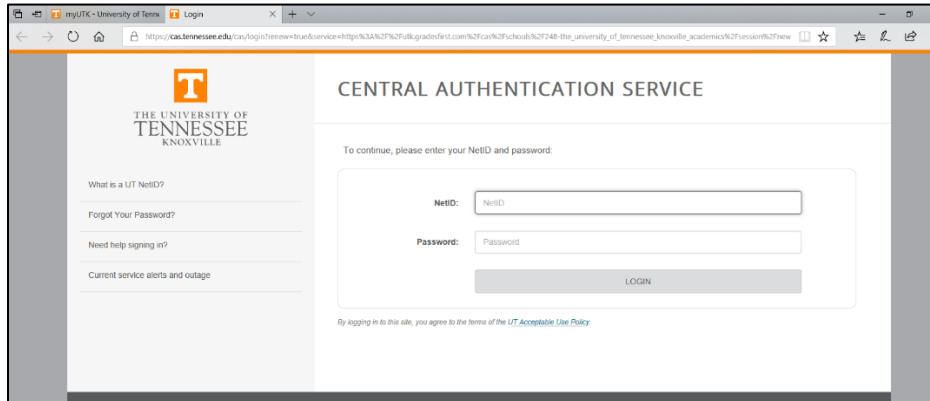 myUTK - University of Tenne
Login
https://cas.tennessee.edu/cas/login?renew=true&service=https%3A%2F%2Futk.gradesfirst.com%2Fcas%2Fschools%2F248-the_university_of_tennessee_knoxville_academics%2Fsession%2Fnew
T
THE UNIVERSITY OF
TENNESSEE
KNOXVILLE
What is a UT NetID?
Forgot Your Password?
Need help signing in?
Current service alerts and outage
CENTRAL AUTHENTICATION SERVICE
To continue, please enter your NetID and password:
NetID: NetID
Password: Password
LOGIN
By logging in to this site, you agree to the terms of the UT Acceptable Use Policy.